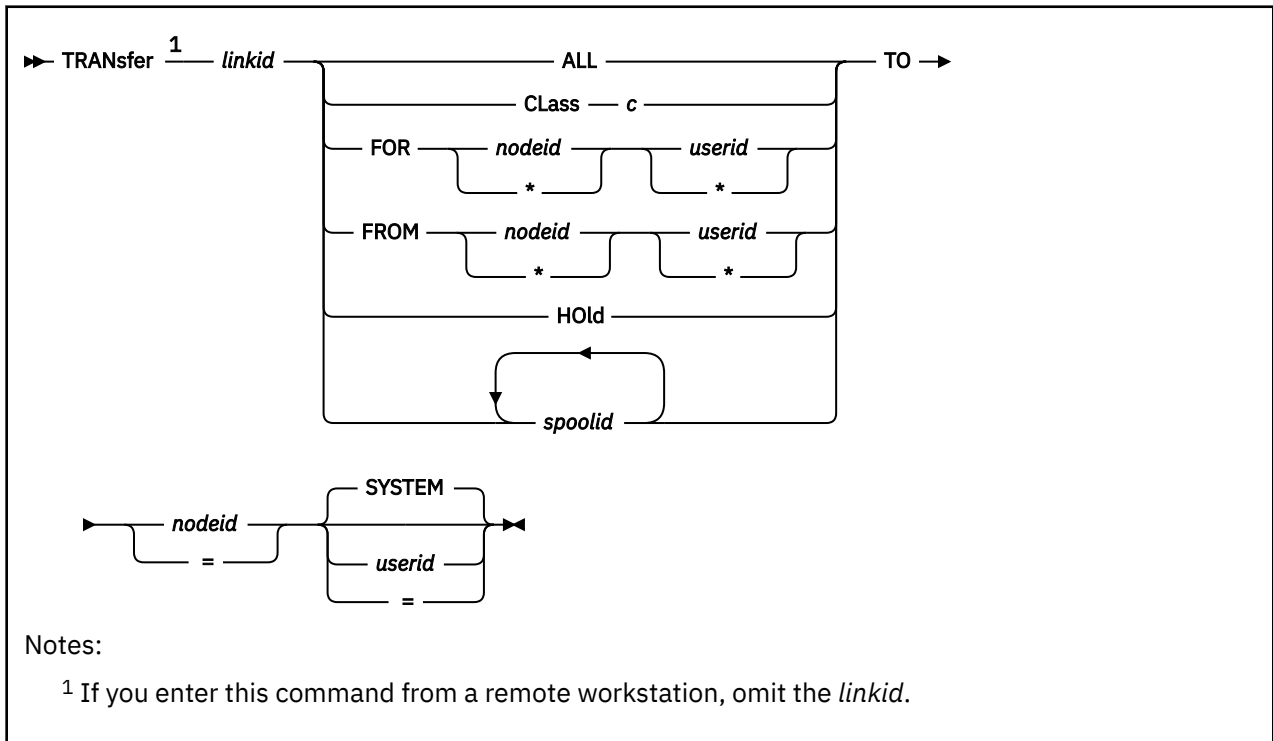 TRANsfer 1 linkid ALL TO
CLass c
FOR nodeid userid
* *
FROM nodeid userid
* *
HOld
spoolid
SYSTEM
nodeid
= userid
=
Notes:
1 If you enter this command from a remote workstation, omit the linkid.